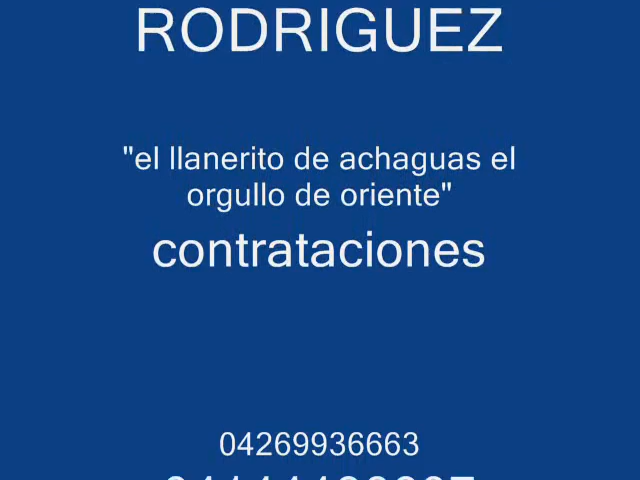 RODRIGUEZ
"el llanerito de achaguas el
orgullo de oriente"
contrataciones
04269936663